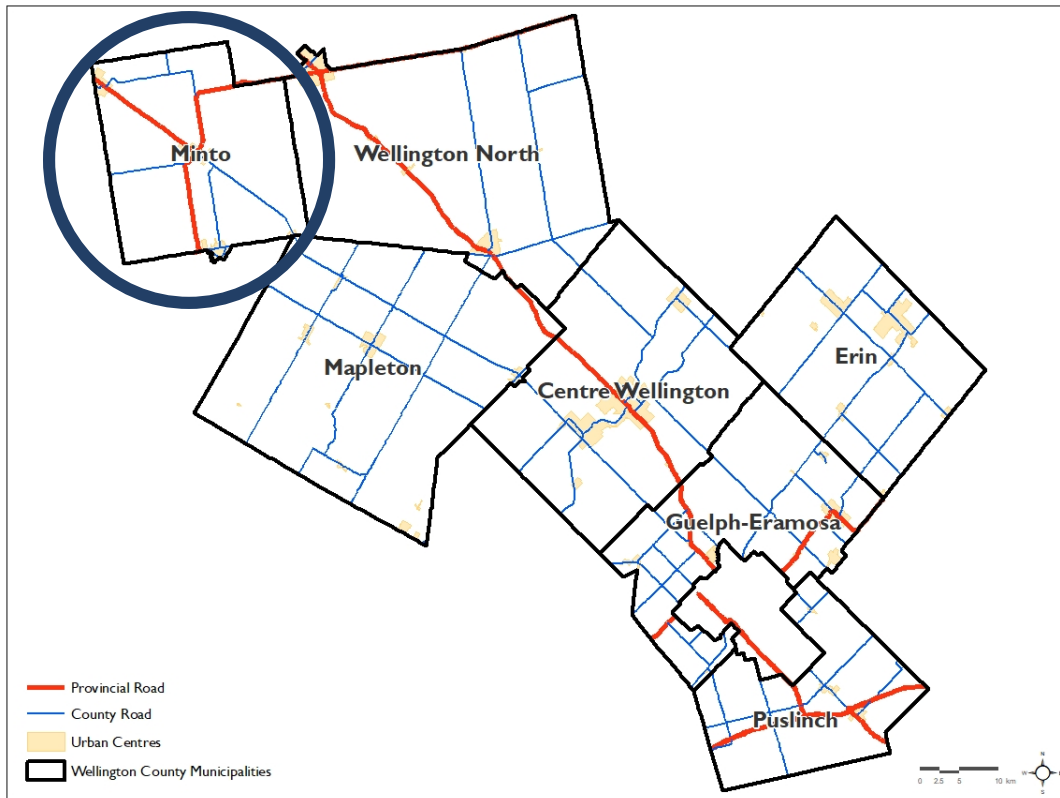 Minto
Wellington North
Mapleton
Centre Wellington
Erin
Guelph-Eramosa
Puslinch
Provincial Road
County Road
Urban Centres
Wellington County Municipalities
0 2.5 5 10 km
N
W E
S